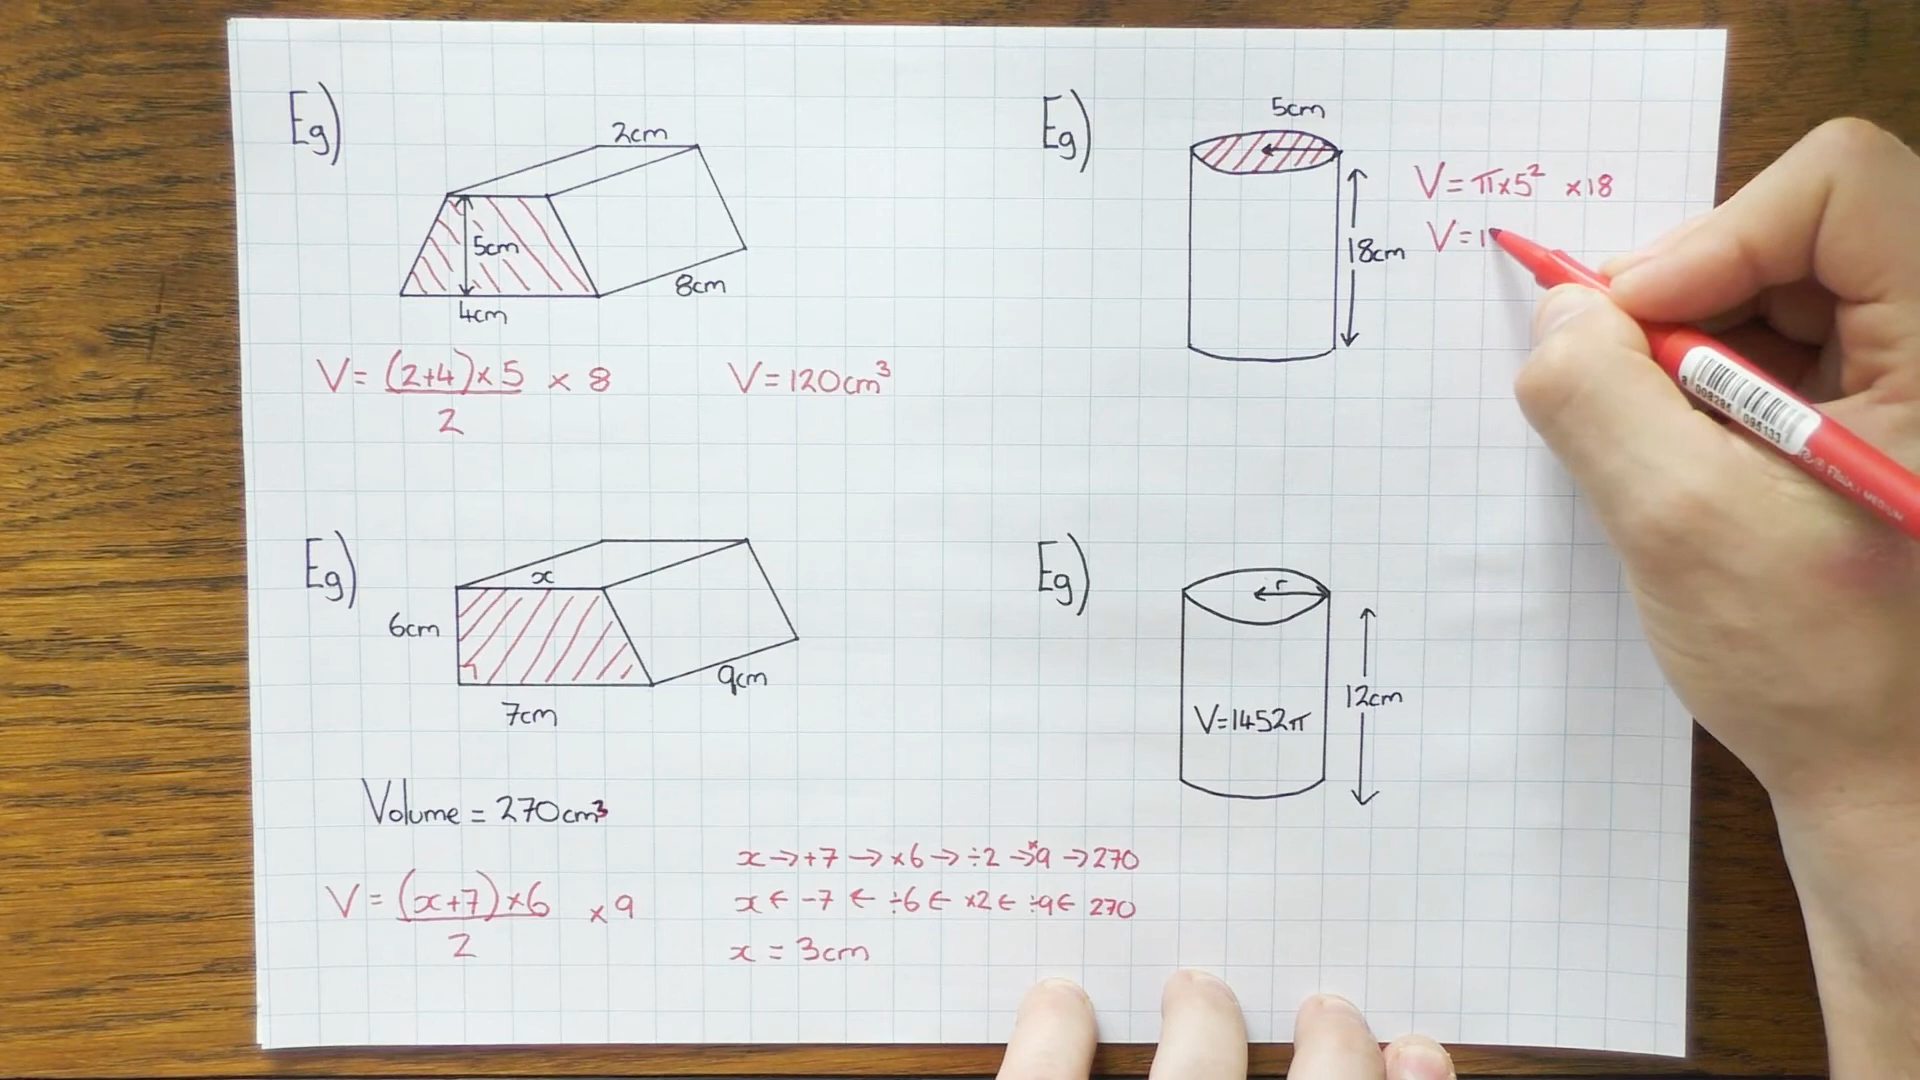 Eg)
2cm
5cm
8cm
4cm
V = (2+4)×5 × 8
2
V = 120cm³
Eg)
5cm
18cm
V = π×5² ×18
V = 1
Eg)
x
6cm
9cm
7cm
Volume = 270cm³
V = (x+7)×6 ×9
2
x → +7 → ×6 → ÷2 → ×9 → 270
x ← -7 ← ÷6 ← ×2 ← ÷9 ← 270
x = 3cm
Eg)
r
12cm
V=1452π